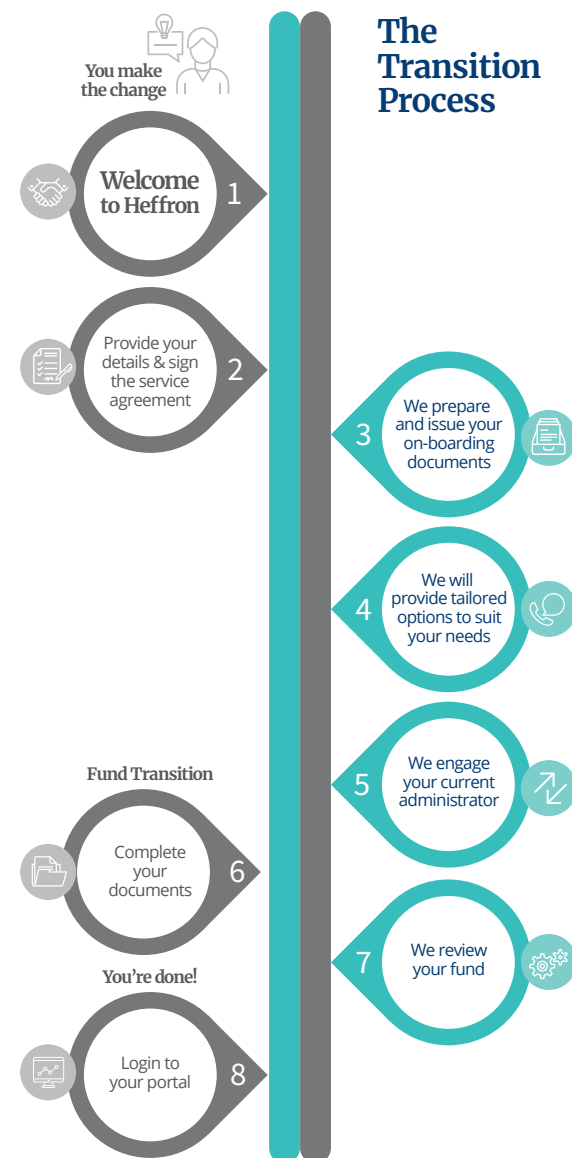 The
Transition
Process
You make
the change
Welcome
to Heffron
1
Provide your
details & sign
the service
agreement
2
3
We prepare
and issue your
on-boarding
documents
4
We will
provide tailored
options to suit
your needs
5
We engage
your current
administrator
Fund Transition
Complete
your
documents
6
7
We review
your fund
You're done!
Login to
your portal
8